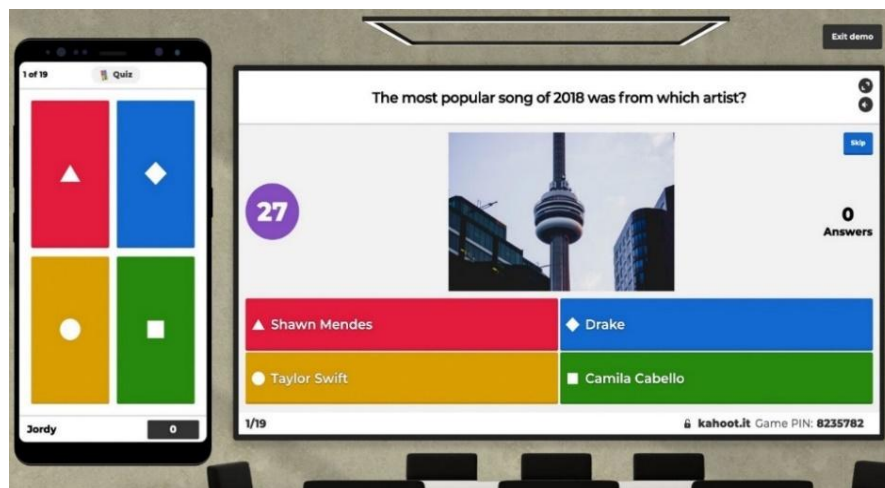 Exit demo
1 of 19
Quiz
Jordy
0
The most popular song of 2018 was from which artist?
Skip
27
0
Answers
Shawn Mendes
Drake
Taylor Swift
Camila Cabello
1/19
kahoot.it Game PIN: 8235782